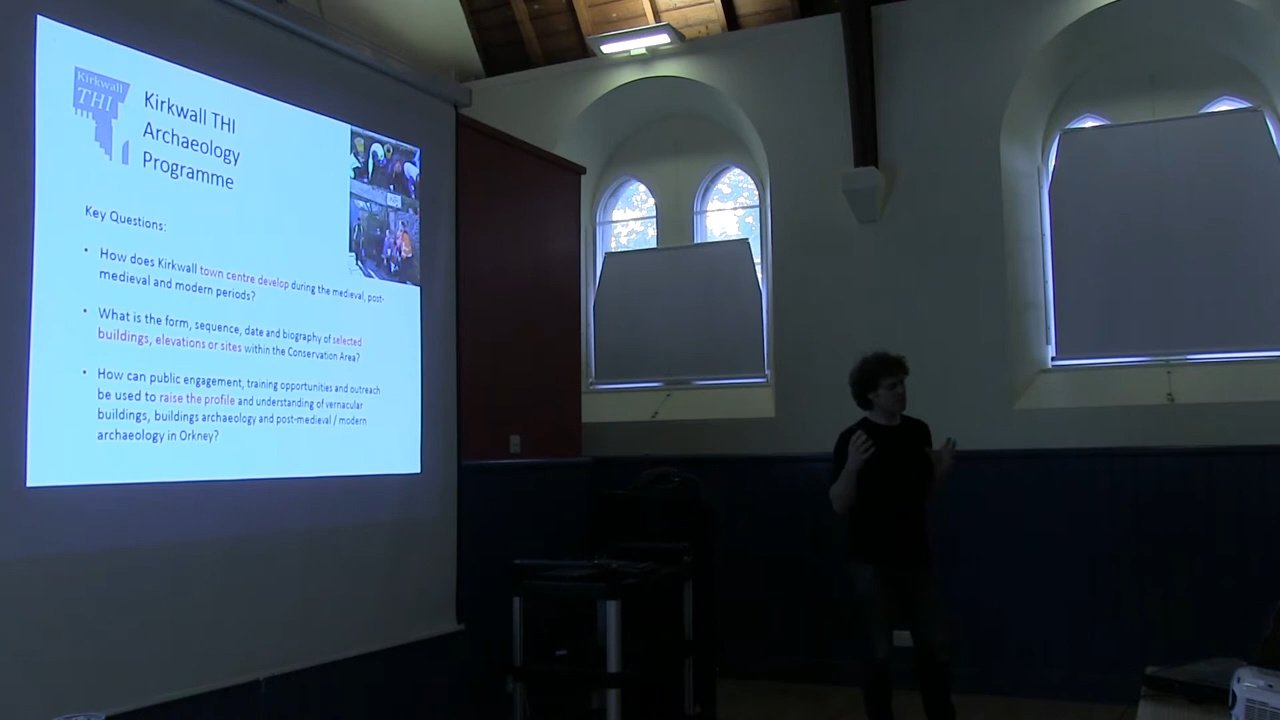 Kirkwall
THI
Kirkwall THI
Archaeology
Programme
Key Questions:
• How does Kirkwall town centre develop during the medieval, post-
medieval and modern periods?
• What is the form, sequence, date and biography of selected
buildings, elevations or sites within the Conservation Area?
• How can public engagement, training opportunities and outreach
be used to raise the profile and understanding of vernacular
buildings, buildings archaeology and post-medieval / modern
archaeology in Orkney?